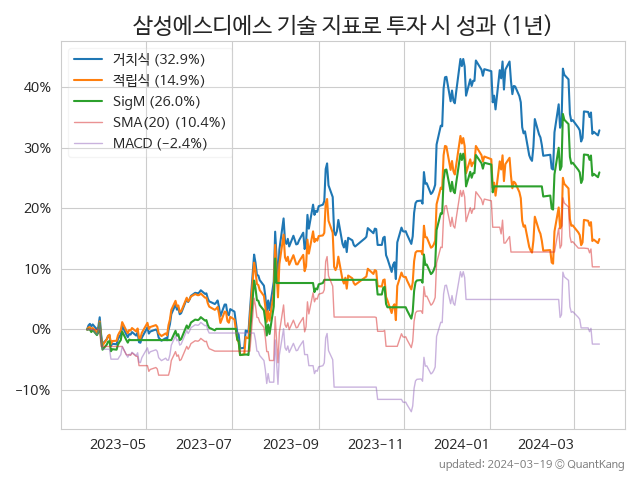 삼성에스디에스 기술 지표로 투자 시 성과 (1년)
거치식 (32.9%)
적립식 (14.9%)
SigM (26.0%)
SMA(20) (10.4%)
MACD (−2.4%)
40%
30%
20%
10%
0%
−10%
2023−05 2023−07 2023−09 2023−11 2024−01 2024−03
updated: 2024−03−19 © QuantKang